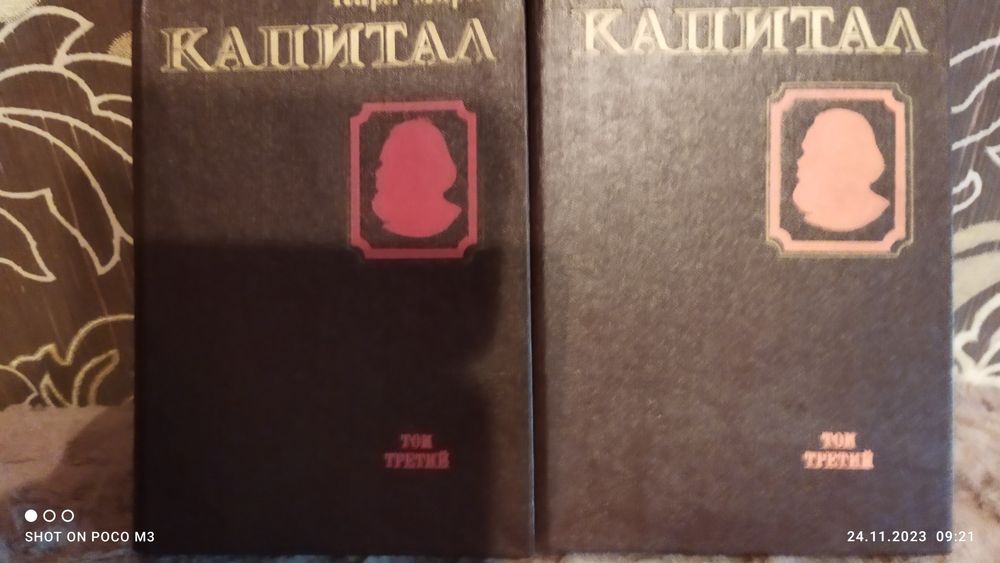 КАПИТАЛ
ТОМ
ТРЕТИЙ
КАПИТАЛ
ТОМ
ТРЕТИЙ
SHOT ON POCO M3
24.11.2023 09:21